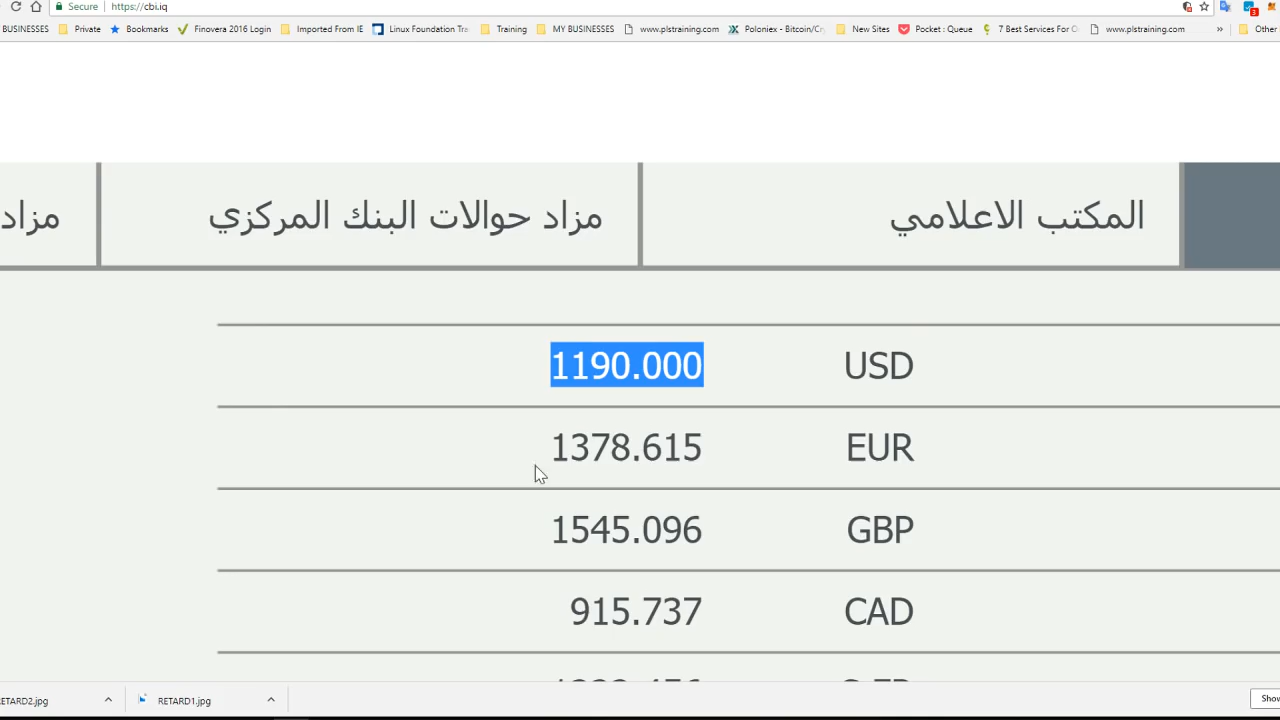 Secure https://cbi.iq
BUSINESSES Private Bookmarks Finovera 2016 Login Imported From IE Linux Foundation Tra Training MY BUSINESSES www.plstraining.com Poloniex - Bitcoin/Cry New Sites Pocket : Queue 7 Best Services For O www.plstraining.com » Other
المكتب الاعلامي
مزاد حوالات البنك المركزي
مزاد
1190.000 USD
1378.615 EUR
1545.096 GBP
915.737 CAD
ETARD2.jpg RETARD1.jpg Show